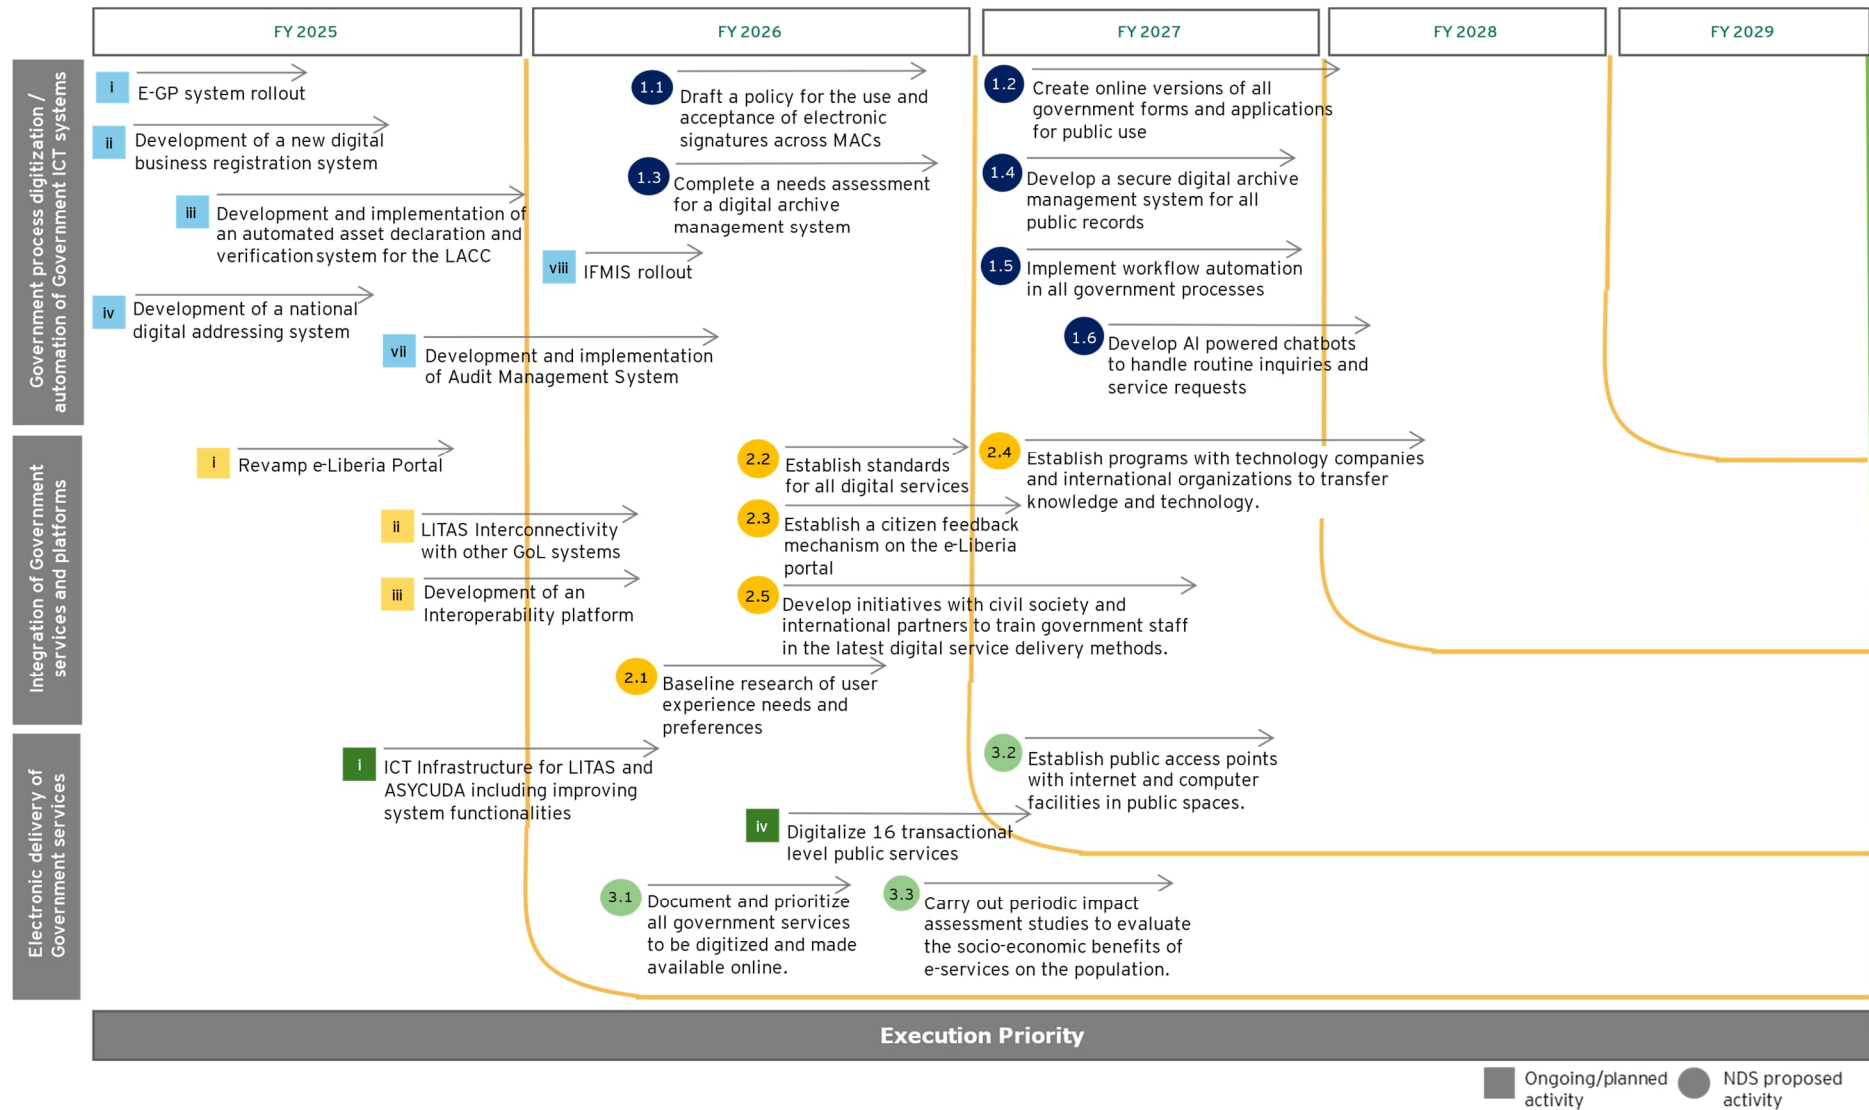 FY 2025
FY 2026
FY 2027
FY 2028
FY 2029
Government process digitization /
automation of Government ICT systems
i
E-GP system rollout
ii
Development of a new digital
business registration system
iii
Development and implementation of
an automated asset declaration and
verification system for the LACC
iv
Development of a national
digital addressing system
vii
Development and implementation
of Audit Management System
viii
IFMIS rollout
1.1
Draft a policy for the use and
acceptance of electronic
signatures across MACs
1.3
Complete a needs assessment
for a digital archive
management system
1.2
Create online versions of all
government forms and applications
for public use
1.4
Develop a secure digital archive
management system for all
public records
1.5
Implement workflow automation
in all government processes
1.6
Develop AI powered chatbots
to handle routine inquiries and
service requests
Integration of Government
services and platforms
i
Revamp e-Liberia Portal
ii
LITAS Interconnectivity
with other GoL systems
iii
Development of an
Interoperability platform
2.2
Establish standards
for all digital services
2.3
Establish a citizen feedback
mechanism on the e-Liberia
portal
2.5
Develop initiatives with civil society and
international partners to train government staff
in the latest digital service delivery methods.
2.1
Baseline research of user
experience needs and
preferences
2.4
Establish programs with technology companies
and international organizations to transfer
knowledge and technology.
Electronic delivery of
Government services
i
ICT Infrastructure for LITAS and
ASYCUDA including improving
system functionalities
iv
Digitalize 16 transactional
level public services
3.2
Establish public access points
with internet and computer
facilities in public spaces.
3.1
Document and prioritize
all government services
to be digitized and made
available online.
3.3
Carry out periodic impact
assessment studies to evaluate
the socio-economic benefits of
e-services on the population.
Execution Priority
Ongoing/planned
activity
NDS proposed
activity